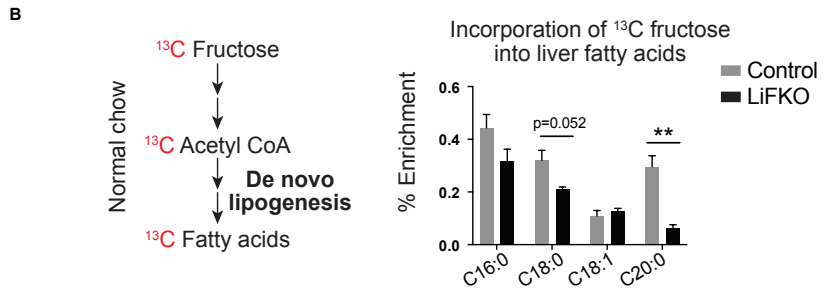 B
Normal chow
¹³C Fructose
¹³C Acetyl CoA
De novo
lipogenesis
¹³C Fatty acids
Incorporation of ¹³C fructose
into liver fatty acids
Control
LiFKO
% Enrichment
0.6
0.4
0.2
0.0
p=0.052
**
C16:0
C18:0
C18:1
C20:0